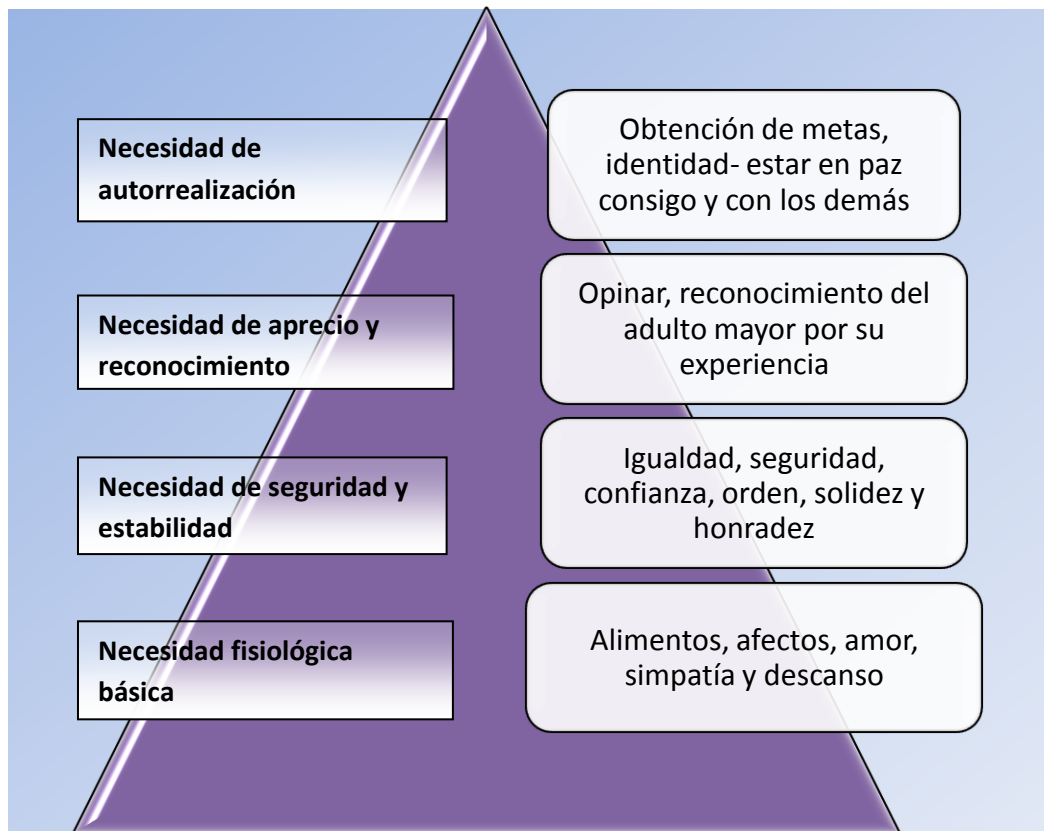 Necesidad de
autorrealización
Obtención de metas,
identidad- estar en paz
consigo y con los demás
Necesidad de aprecio y
reconocimiento
Opinar, reconocimiento del
adulto mayor por su
experiencia
Necesidad de seguridad y
estabilidad
Igualdad, seguridad,
confianza, orden, solidez y
honradez
Necesidad fisiológica
básica
Alimentos, afectos, amor,
simpatía y descanso